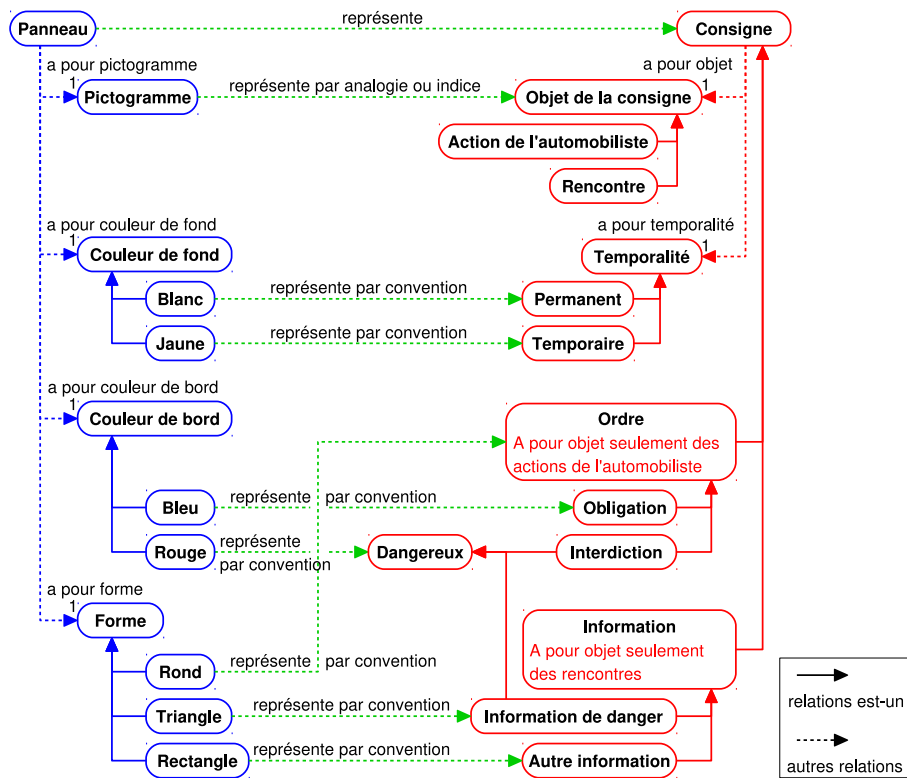 Panneau
représente
Consigne
a pour pictogramme
1
Pictogramme
représente par analogie ou indice
a pour objet
1
Objet de la consigne
Action de l'automobiliste
Rencontre
a pour couleur de fond
1
Couleur de fond
a pour temporalité
1
Temporalité
Blanc
représente par convention
Permanent
Jaune
représente par convention
Temporaire
a pour couleur de bord
1
Couleur de bord
Ordre
A pour objet seulement des
actions de l'automobiliste
Bleu
représente par convention
Obligation
Rouge
représente
par convention
Dangereux
Interdiction
a pour forme
1
Forme
Information
A pour objet seulement
des rencontres
Rond
représente par convention
Triangle
représente par convention
Information de danger
Rectangle
représente par convention
Autre information
relations est-un
autres relations